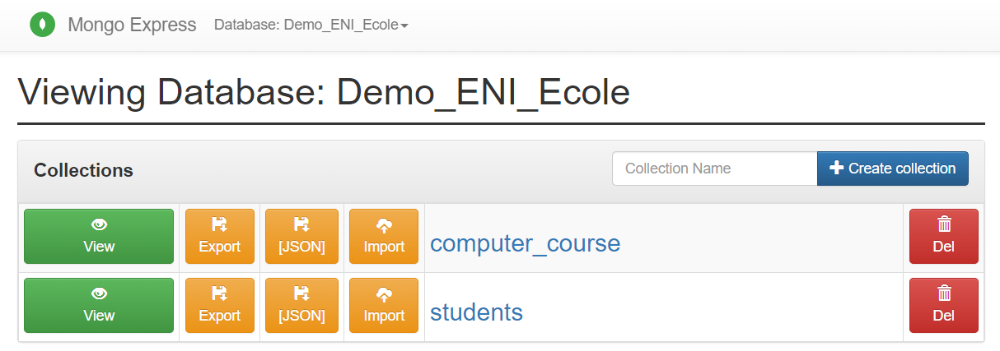 Mongo Express Database: Demo_ENI_Ecole
Viewing Database: Demo_ENI_Ecole
Collections Collection Name Create collection
View Export [JSON] Import computer_course Del
View Export [JSON] Import students Del